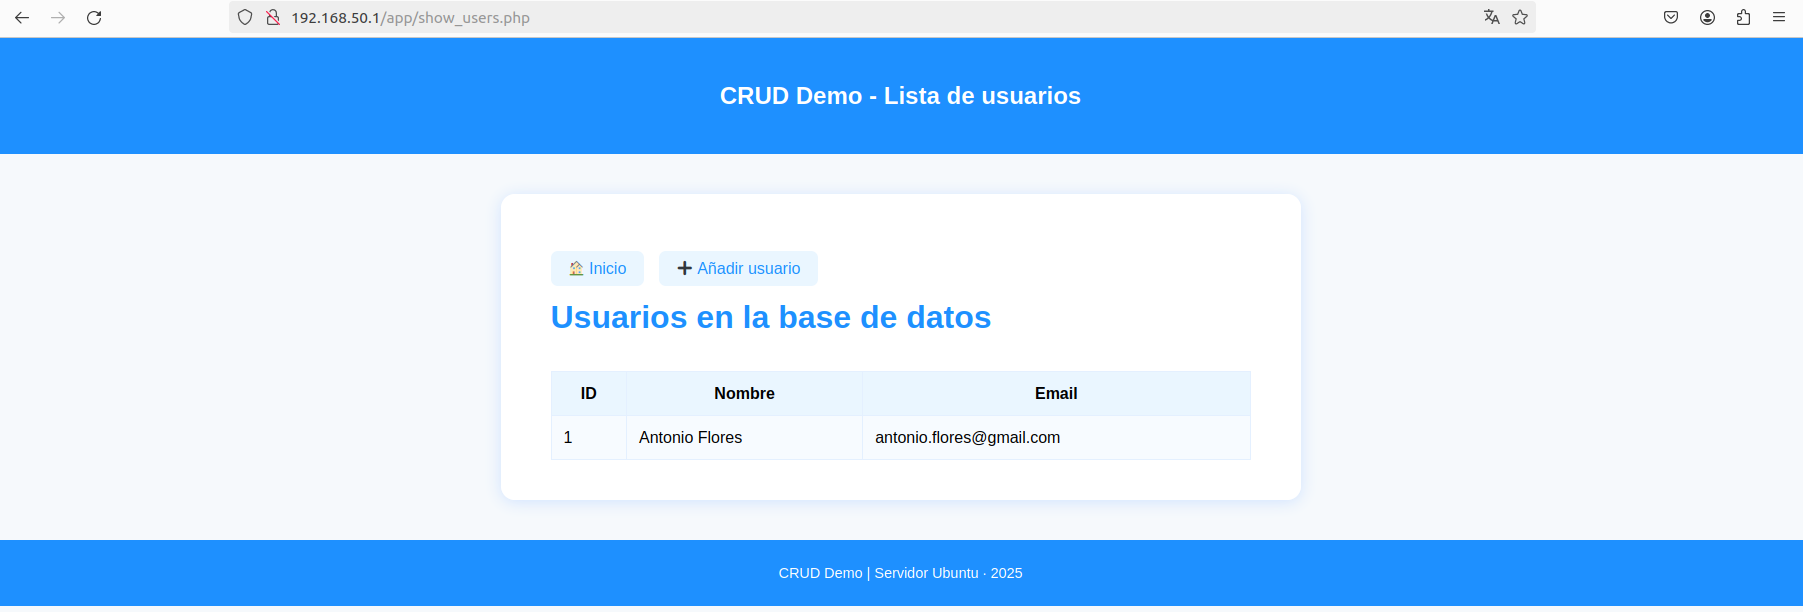 192.168.50.1/app/show_users.php
CRUD Demo - Lista de usuarios
Inicio Añadir usuario
Usuarios en la base de datos
ID Nombre Email
1 Antonio Flores antonio.flores@gmail.com
CRUD Demo | Servidor Ubuntu · 2025